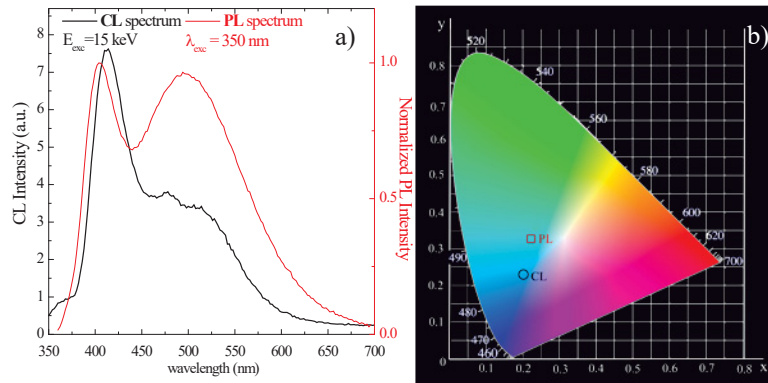 CL spectrum PL spectrum
E_exc=15 keV λ_exc= 350 nm
a)
8
7
6
5
4
3
2
1
0
CL Intensity (a.u.)
1.0
0.5
0.0
Normalized PL Intensity
350 400 450 500 550 600 650 700
wavelength (nm)
b)
y
0.8
0.7
0.6
0.5
0.4
0.3
0.2
0.1
0
520
540
560
580
600
620
700
490
480
470
460
PL
CL
0.1 0.2 0.3 0.4 0.5 0.6 0.7 0.8
x